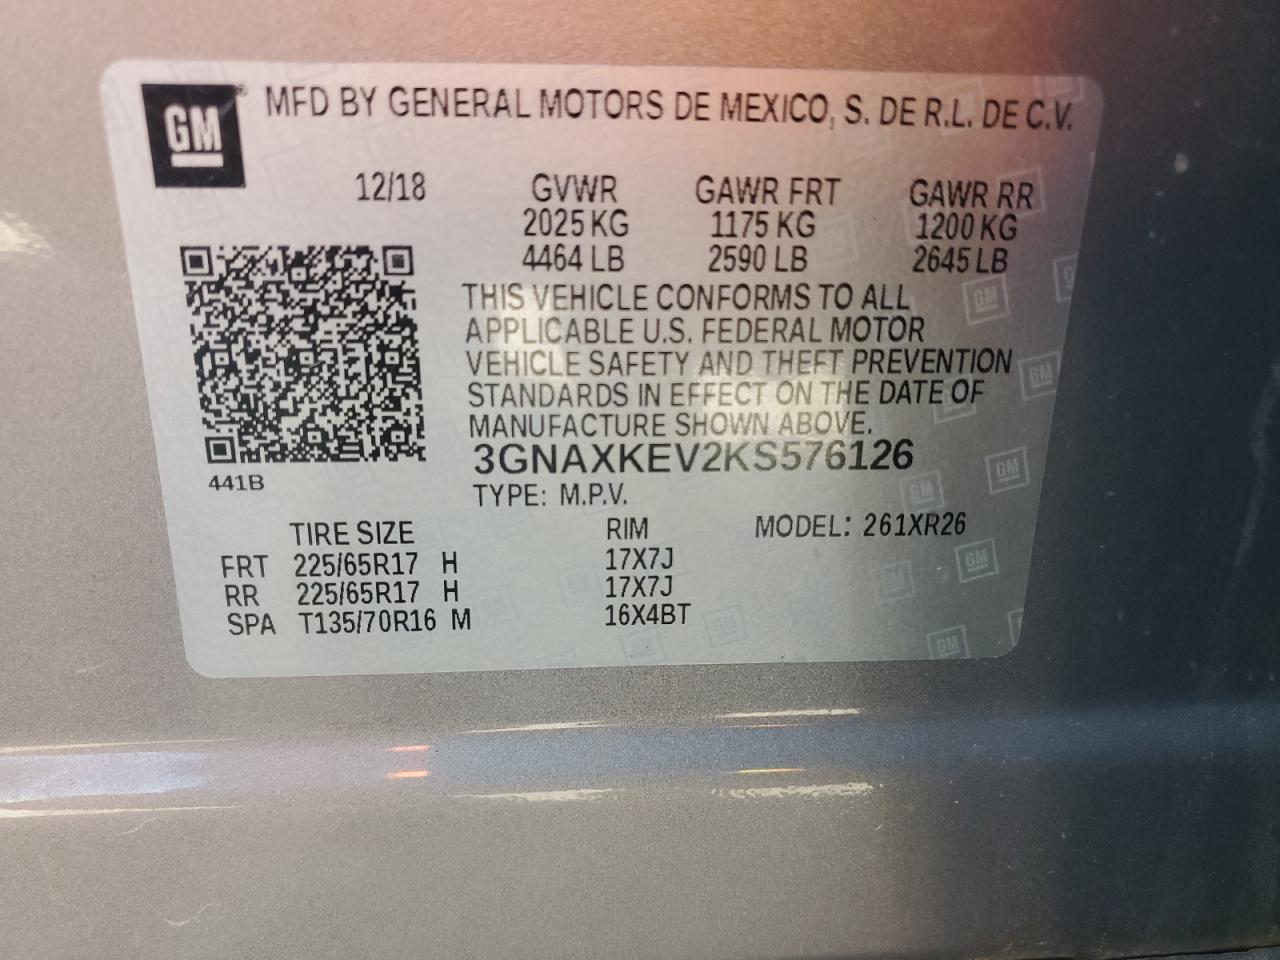 GM® MFD BY GENERAL MOTORS DE MEXICO, S. DE R.L. DE C.V.
12/18 GVWR GAWR FRT GAWR RR
2025 KG 1175 KG 1200 KG
4464 LB 2590 LB 2645 LB
THIS VEHICLE CONFORMS TO ALL
APPLICABLE U.S. FEDERAL MOTOR
VEHICLE SAFETY AND THEFT PREVENTION
STANDARDS IN EFFECT ON THE DATE OF
MANUFACTURE SHOWN ABOVE.
3GNAXKEV2KS576126
441B
TYPE: M.P.V.
TIRE SIZE RIM MODEL: 261XR26
FRT 225/65R17 H 17X7J
RR 225/65R17 H 17X7J
SPA T135/70R16 M 16X4BT